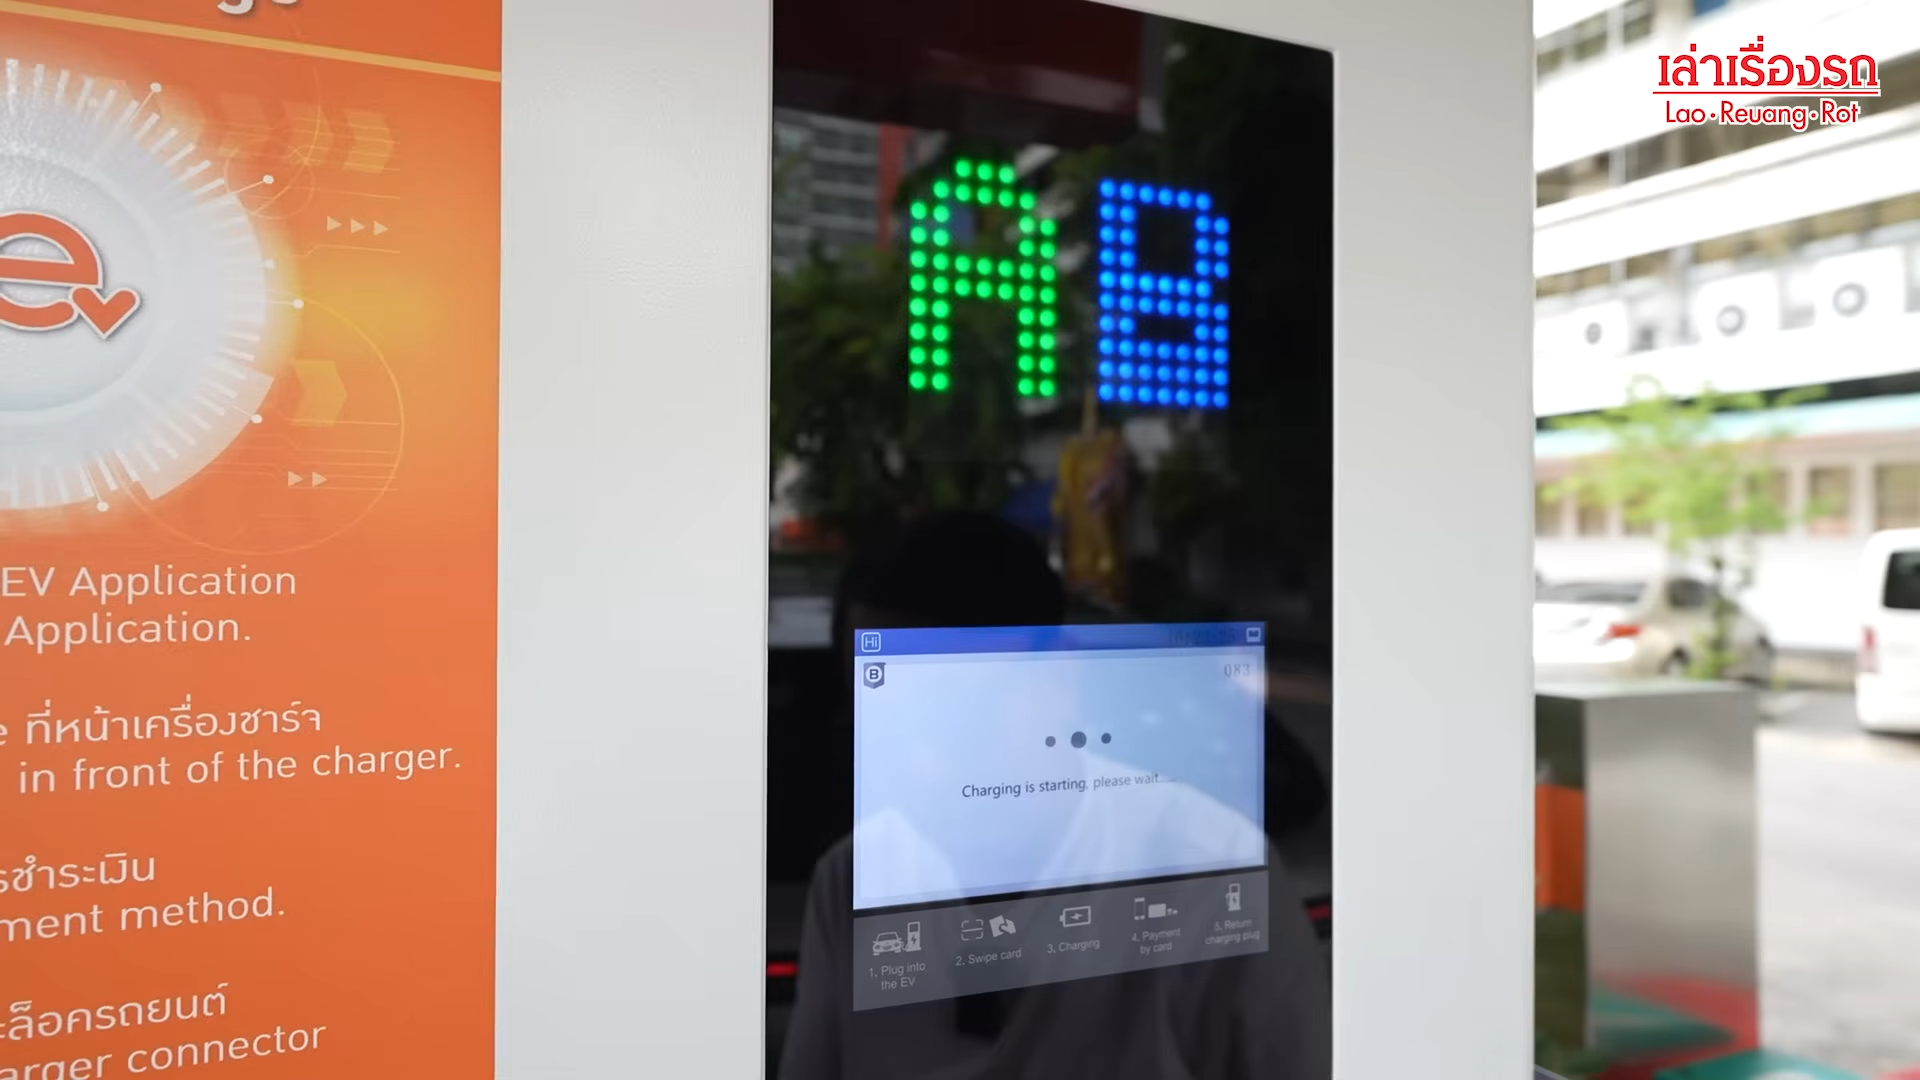 EV Application
Application.
ที่หน้าเครื่องชาร์จ
in front of the charger.
ชำระเงิน
ment method.
ล็อครถยนต์
arger connector
e
A B
Hi
B
083
Charging is starting, please wait......
1. Plug into
the EV
2. Swipe card
3. Charging
4. Payment
by card
5. Return
charging plug
เล่าเรื่องรถ
Lao•Reuang•Rot